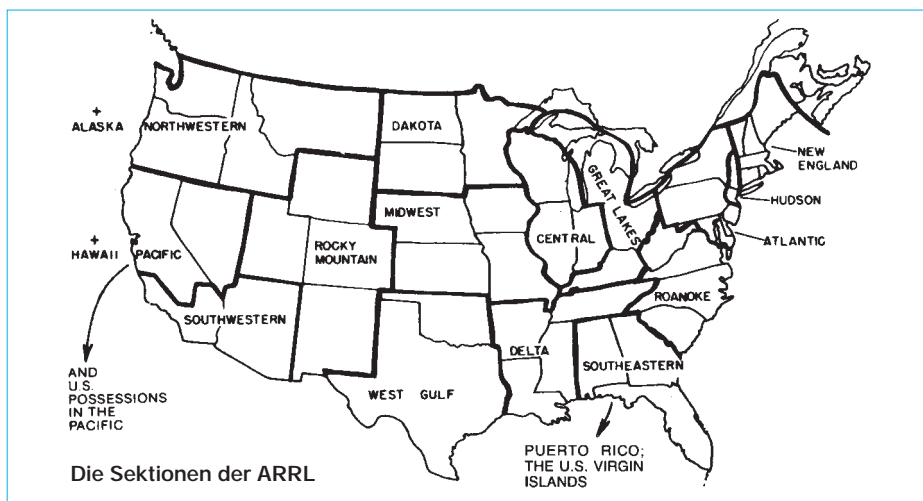 +
ALASKA
NORTHWESTERN
DAKOTA
NEW
ENGLAND
GREAT LAKES
HUDSON
MIDWEST
+
HAWAII
PACIFIC
ROCKY
MOUNTAIN
CENTRAL
ATLANTIC
ROANOKE
SOUTHWESTERN
DELTA
SOUTHEASTERN
WEST GULF
AND
U.S.
POSSESSIONS
IN THE
PACIFIC
PUERTO RICO;
THE U.S. VIRGIN
ISLANDS
Die Sektionen der ARRL